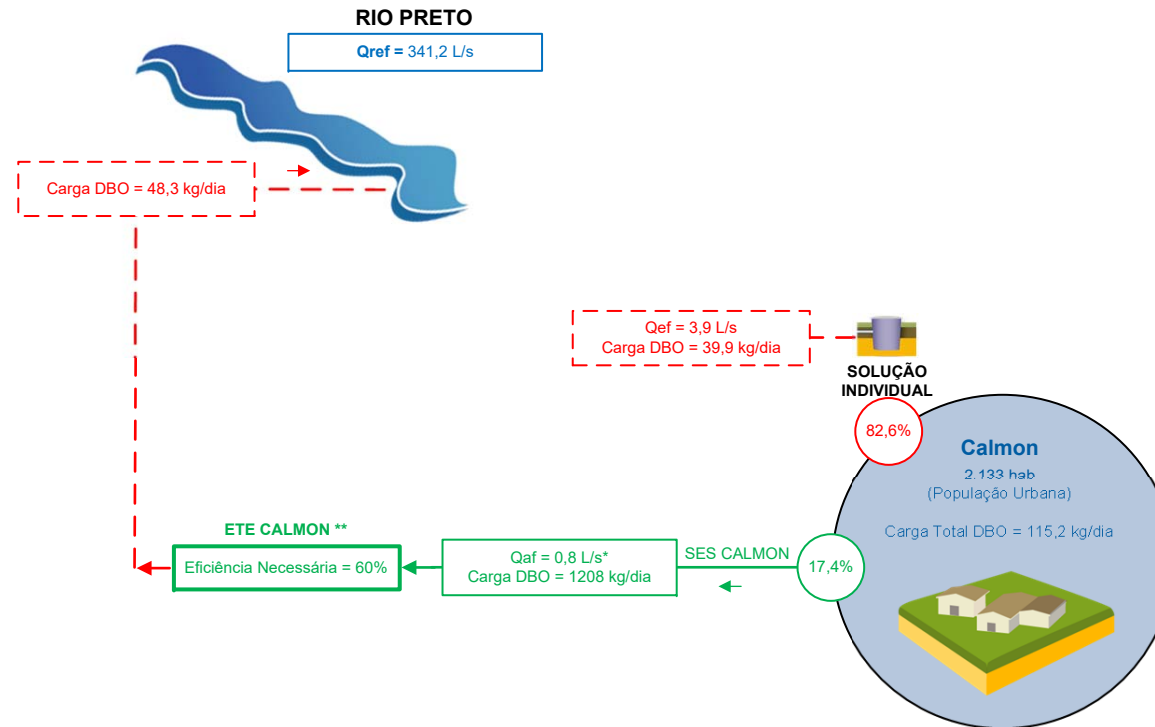 RIO PRETO
Qref = 341,2 L/s
Carga DBO = 48,3 kg/dia
Qef = 3,9 L/s
Carga DBO = 39,9 kg/dia
SOLUÇÃO
INDIVIDUAL
82,6%
Calmon
2.133 hab
(População Urbana)
Carga Total DBO = 115,2 kg/dia
ETE CALMON **
Eficiência Necessária = 60%
Qaf = 0,8 L/s*
Carga DBO = 1208 kg/dia
SES CALMON
17,4%